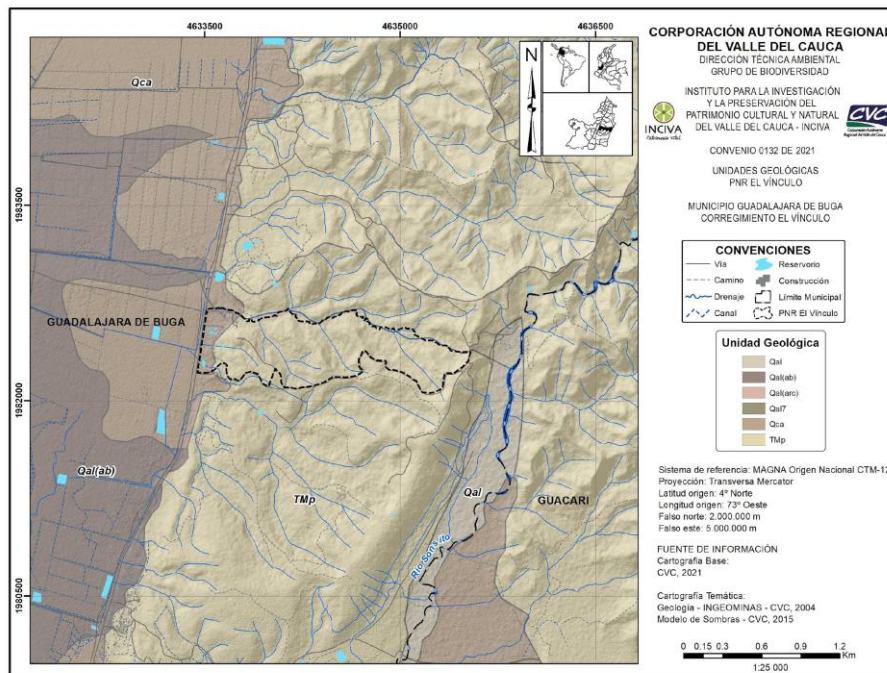 4633500
4635000
4636500
1983500
1982000
1980500
Qca
GUADALAJARA DE BUGA
Qal(ab)
TMp
Qal
GUACARI
N
CORPORACIÓN AUTÓNOMA REGIONAL
DEL VALLE DEL CAUCA
DIRECCIÓN TÉCNICA AMBIENTAL
GRUPO DE BIODIVERSIDAD
INSTITUTO PARA LA INVESTIGACIÓN
Y LA PRESERVACIÓN DEL
PATRIMONIO CULTURAL Y NATURAL
DEL VALLE DEL CAUCA - INCIVA
INCIVA
CVC
Corporación Autónoma
Regional del Valle del Cauca
CONVENIO 0132 DE 2021
UNIDADES GEOLÓGICAS
PNR EL VÍNCULO
MUNICIPIO GUADALAJARA DE BUGA
CORREGIMIENTO EL VÍNCULO
CONVENCIONES
Vía
Camino
Drenaje
Canal
Reservorio
Construcción
Límite Municipal
PNR El Vínculo
Unidad Geológica
Qal
Qal(ab)
Qal(arc)
Qal7
Qca
TMp
Sistema de referencia: MAGNA Origen Nacional CTM-12
Proyección: Transversa Mercator
Latitud origen: 4° Norte
Longitud origen: 73° Oeste
Falso norte: 2.000.000 m
Falso este: 5.000.000 m
FUENTE DE INFORMACIÓN
Cartografía Base:
CVC, 2021
Cartografía Temática:
Geología - INGEOMINAS - CVC, 2004
Modelo de Sombras - CVC, 2015
0 0.15 0.3 0.6 0.9 1.2
Km
1:25 000